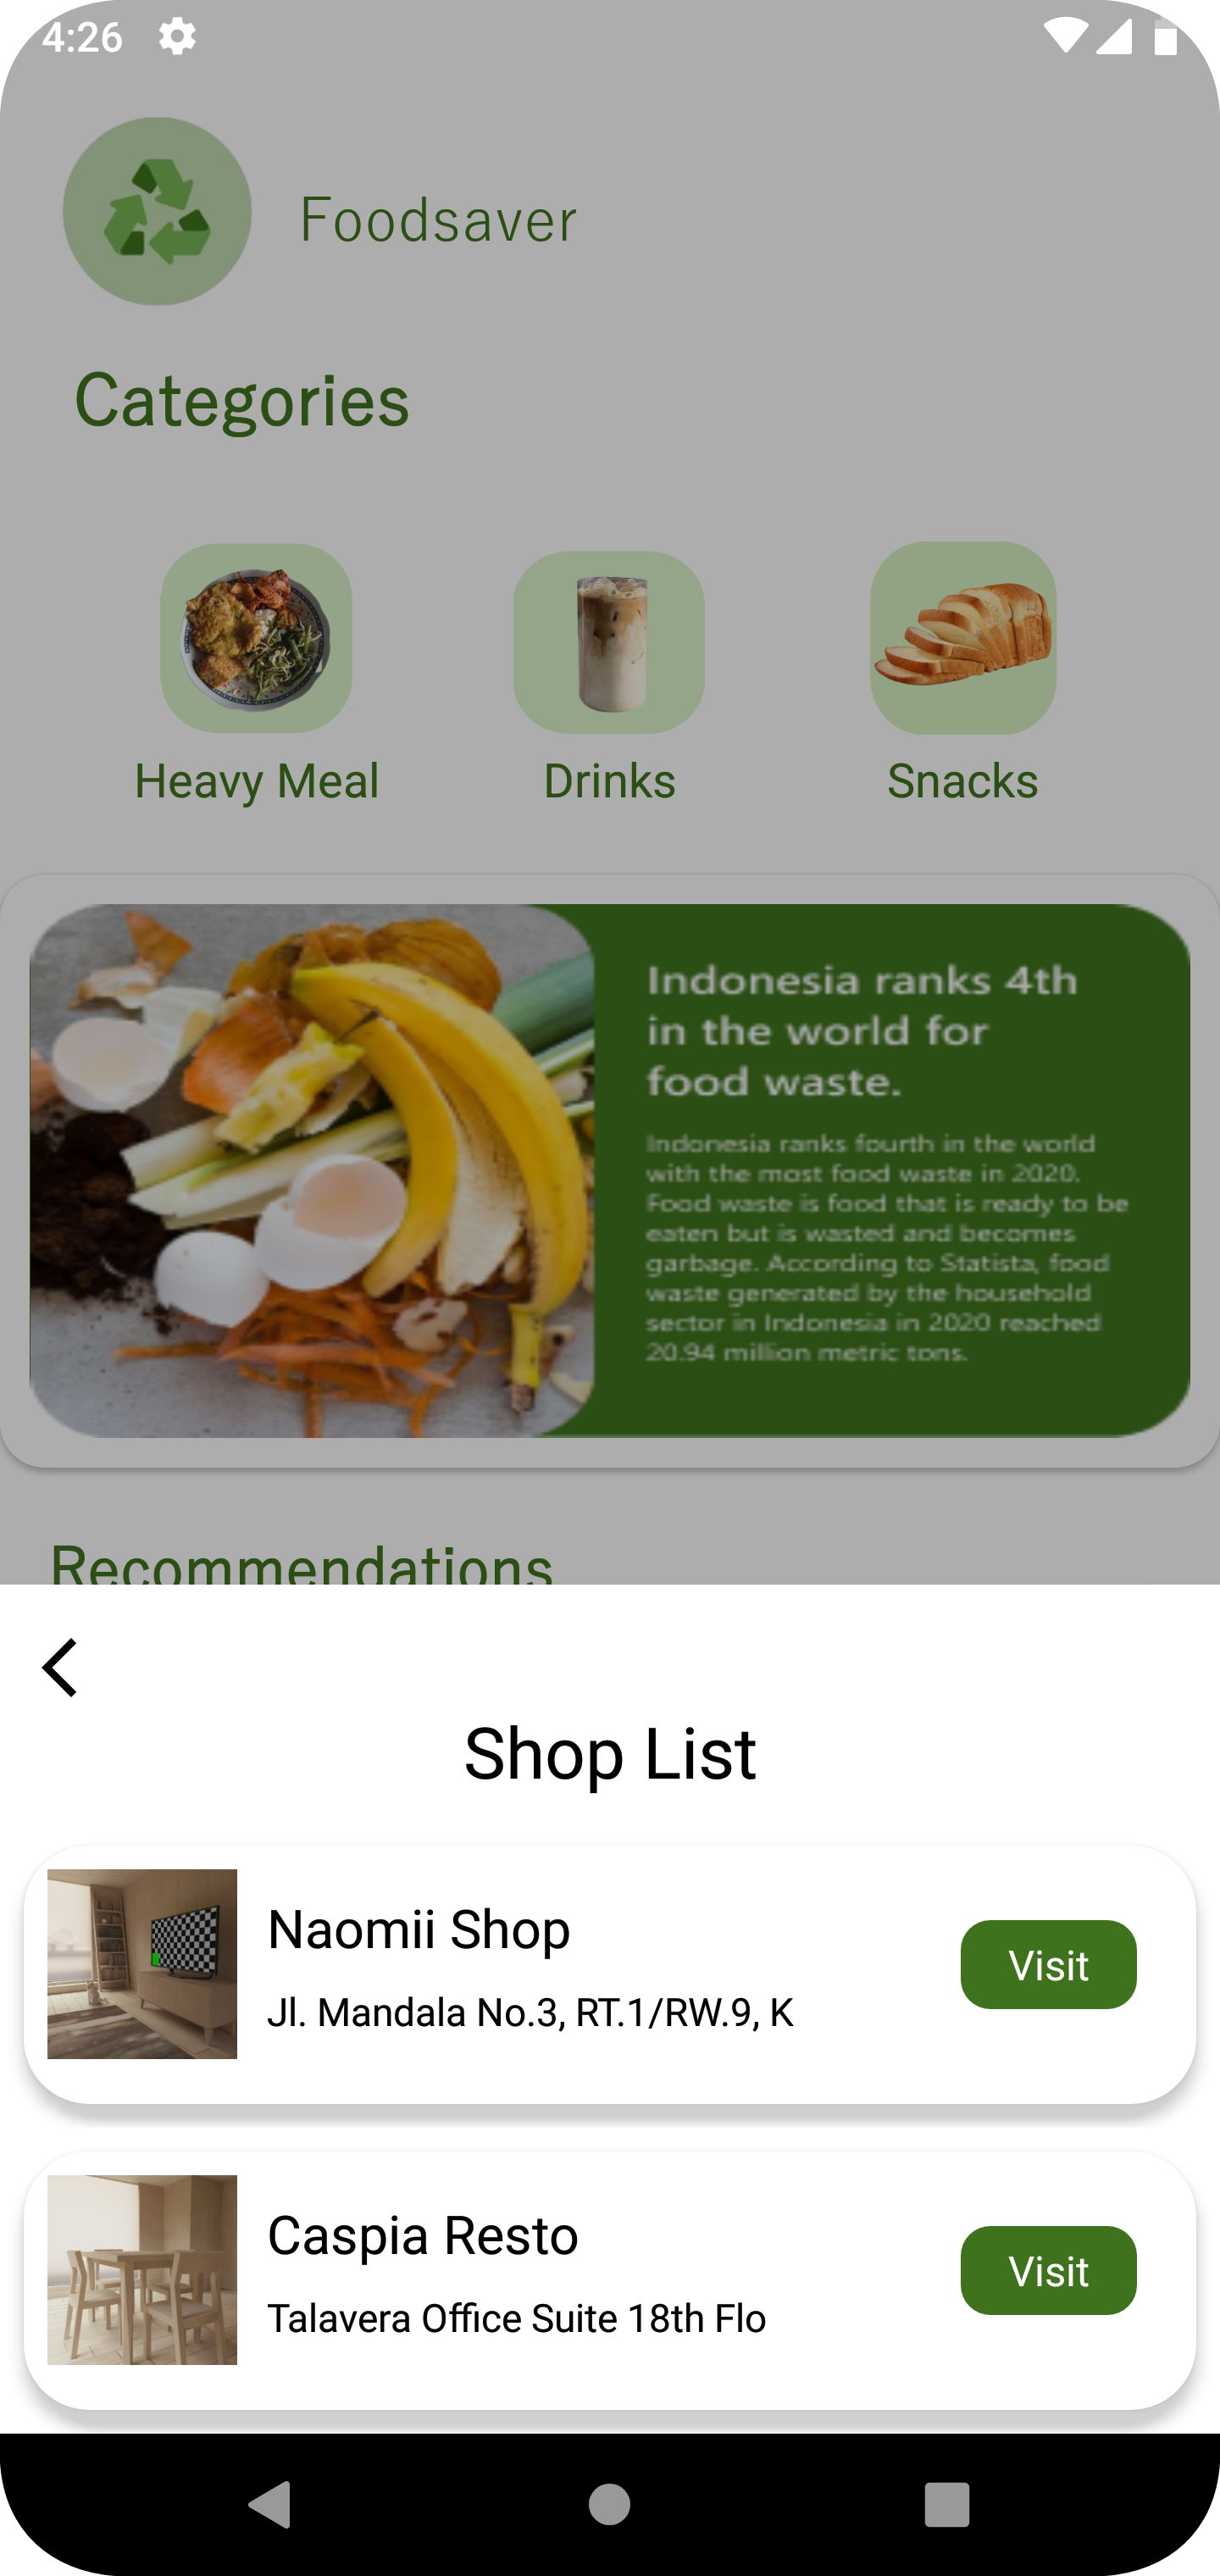 4:26
Foodsaver
Categories
Heavy Meal
Drinks
Snacks
Indonesia ranks 4th
in the world for
food waste.
Indonesia ranks fourth in the world
with the most food waste in 2020.
Food waste is food that is ready to be
eaten but is wasted and becomes
garbage. According to Statista, food
waste generated by the household
sector in Indonesia in 2020 reached
20.94 million metric tons.
Recommendations
Shop List
Naomii Shop
Jl. Mandala No.3, RT.1/RW.9, K
Visit
Caspia Resto
Talavera Office Suite 18th Flo
Visit